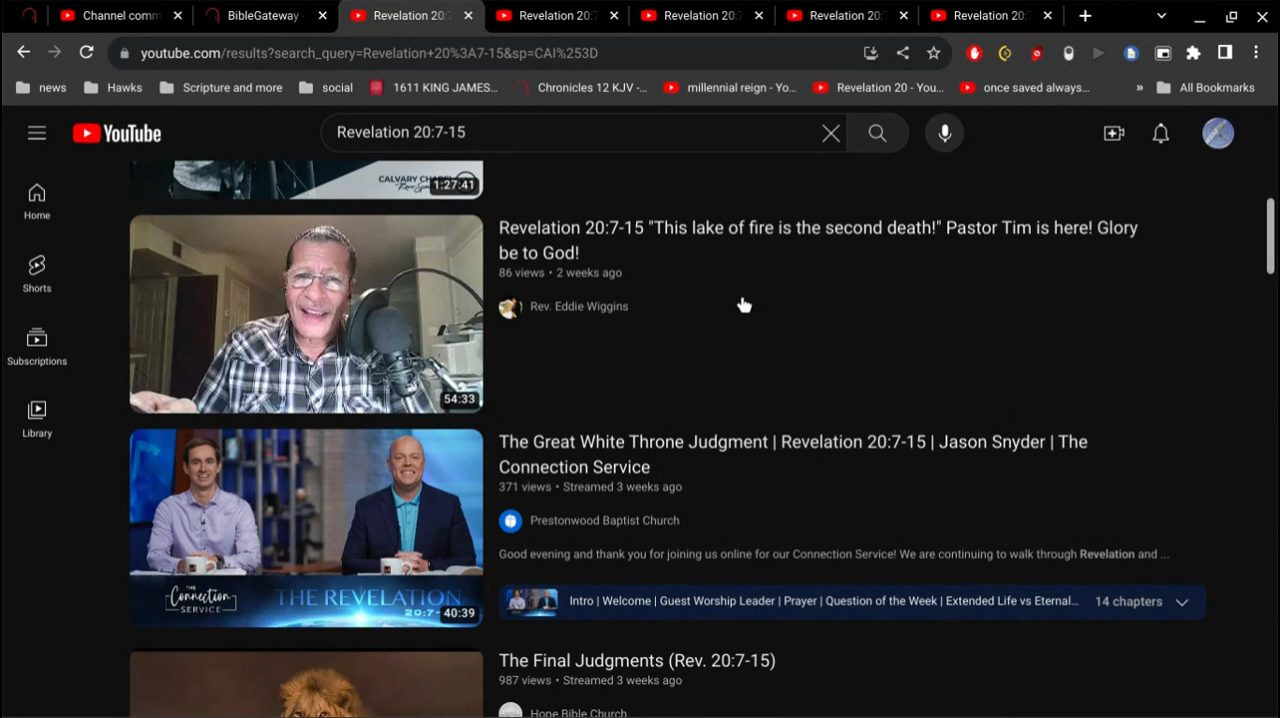 Channel comm
BibleGateway
Revelation 20:
Revelation 20:
Revelation 20:
Revelation 20:
Revelation 20:
youtube.com/results?search_query=Revelation+20%3A7-15&sp=CAI%253D
news
Hawks
Scripture and more
social
1611 KING JAMES...
Chronicles 12 KJV -...
millennial reign - Yo...
Revelation 20 - You...
once saved always...
»
All Bookmarks
YouTube
Revelation 20:7-15
Home
Shorts
Subscriptions
Library
CALVARY CHAPEL
1:27:41
Revelation 20:7-15 "This lake of fire is the second death!" Pastor Tim is here! Glory
be to God!
86 views • 2 weeks ago
Rev. Eddie Wiggins
54:33
The Great White Throne Judgment | Revelation 20:7-15 | Jason Snyder | The
Connection Service
371 views • Streamed 3 weeks ago
Prestonwood Baptist Church
Good evening and thank you for joining us online for our Connection Service! We are continuing to walk through Revelation and ...
THE
Connection
SERVICE
THE REVELATION
20:7-
40:39
Intro | Welcome | Guest Worship Leader | Prayer | Question of the Week | Extended Life vs Eternal...
14 chapters
The Final Judgments (Rev. 20:7-15)
987 views • Streamed 3 weeks ago
Hope Bible Church